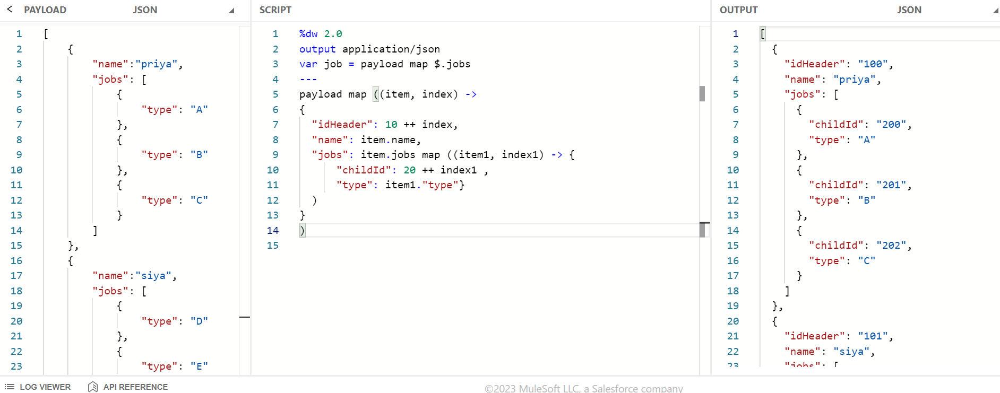 PAYLOAD JSON
1 [
2 {
3 "name":"priya",
4 "jobs": [
5 {
6 "type": "A"
7 },
8 {
9 "type": "B"
10 },
11 {
12 "type": "C"
13 }
14 ]
15 },
16 {
17 "name":"siya",
18 "jobs": [
19 {
20 "type": "D"
21 },
22 {
23 "type": "E"
SCRIPT
1 %dw 2.0
2 output application/json
3 var job = payload map $.jobs
4 ---
5 payload map ((item, index) ->
6 {
7 "idHeader": 10 ++ index,
8 "name": item.name,
9 "jobs": item.jobs map ((item1, index1) -> {
10 "childId": 20 ++ index1 ,
11 "type": item1."type"}
12 )
13 }
14 )
15
OUTPUT JSON
1 [
2 {
3 "idHeader": "100",
4 "name": "priya",
5 "jobs": [
6 {
7 "childId": "200",
8 "type": "A"
9 },
10 {
11 "childId": "201",
12 "type": "B"
13 },
14 {
15 "childId": "202",
16 "type": "C"
17 }
18 ]
19 },
20 {
21 "idHeader": "101",
22 "name": "siya",
23 "jobs": [
LOG VIEWER API REFERENCE
©2023 MuleSoft LLC, a Salesforce company